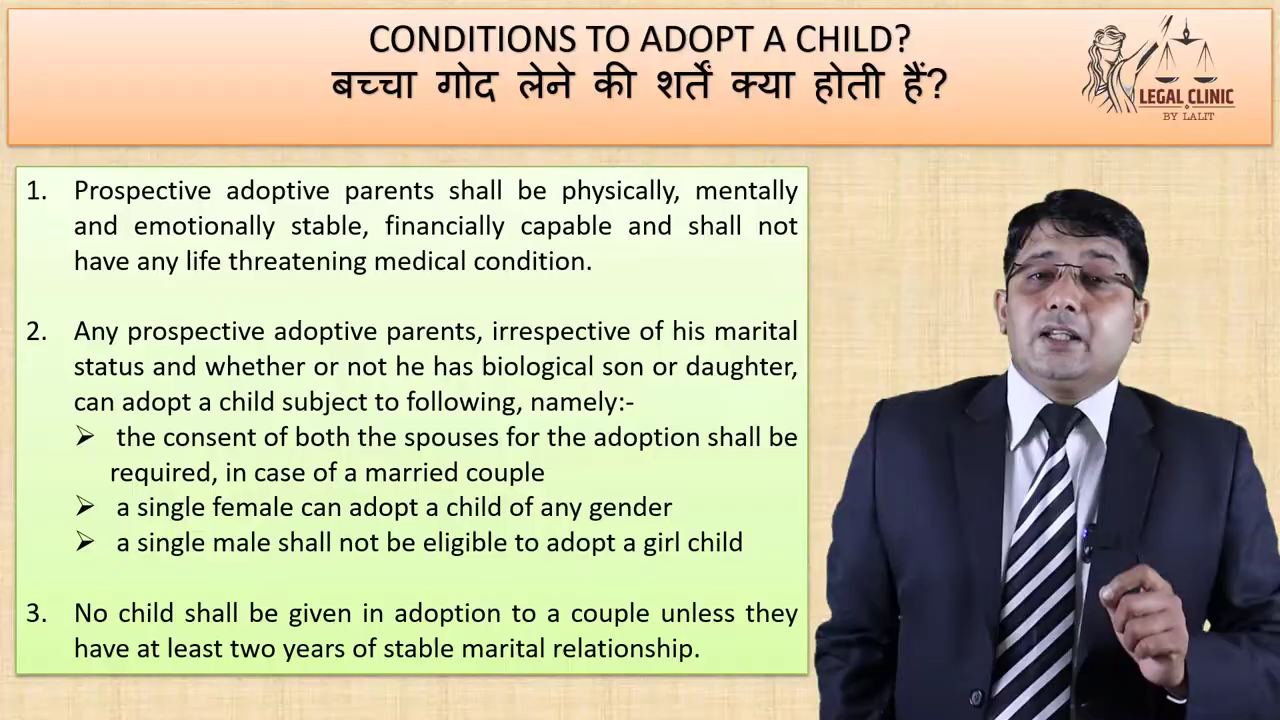 CONDITIONS TO ADOPT A CHILD?
बच्चा गोद लेने की शर्तें क्या होती हैं?
LEGAL CLINIC
BY LALIT
1. Prospective adoptive parents shall be physically, mentally
and emotionally stable, financially capable and shall not
have any life threatening medical condition.
2. Any prospective adoptive parents, irrespective of his marital
status and whether or not he has biological son or daughter,
can adopt a child subject to following, namely:-
➢ the consent of both the spouses for the adoption shall be
required, in case of a married couple
➢ a single female can adopt a child of any gender
➢ a single male shall not be eligible to adopt a girl child
3. No child shall be given in adoption to a couple unless they
have at least two years of stable marital relationship.